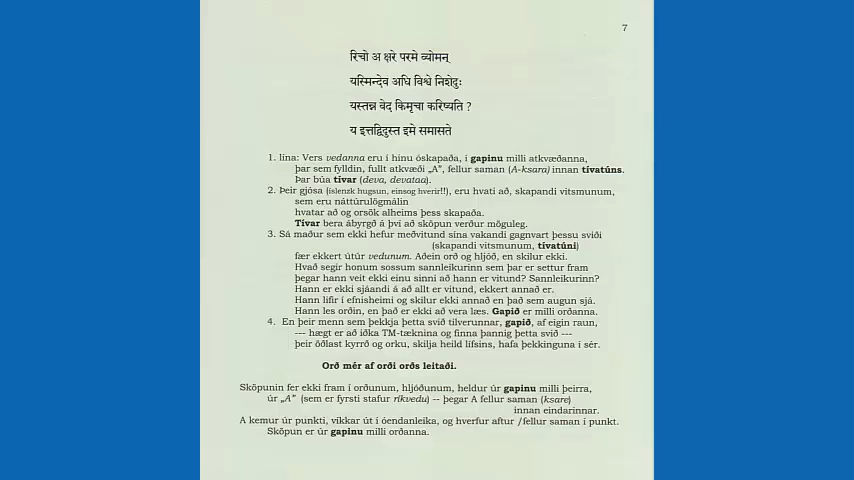 7
रिचो अ क्षरे परमे व्योमन्
यस्मिन्देव अधि विश्वे निशेदुः
यस्तन्न वेद किमृचा करिष्यति ?
य इत्तद्विदुस्त इमे समासते
1. lína: Vers vedanna eru í hinu óskapaða, í gapinu milli atkvæðanna,
þar sem fylldin, fullt atkvæði „A”, fellur saman (A-ksara) innan tívatúns.
Þar búa tívar (deva, devataa).
2. Þeir gjósa (íslenzk hugsun, einsog hverir!!), eru hvati að, skapandi vitsmunum,
sem eru náttúrulögmálin
hvatar að og orsök alheims þess skapaða.
Tívar bera ábyrgð á því að sköpun verður möguleg.
3. Sá maður sem ekki hefur meðvitund sína vakandi gagnvart þessu sviði
(skapandi vitsmunum, tívatúni)
fær ekkert útúr vedunum. Aðein orð og hljóð, en skilur ekki.
Hvað segir honum sossum sannleikurinn sem þar er settur fram
þegar hann veit ekki einu sinni að hann er vitund? Sannleikurinn?
Hann er ekki sjáandi á að allt er vitund, ekkert annað er.
Hann lifir í efnisheimi og skilur ekki annað en það sem augun sjá.
Hann les orðin, en það er ekki að vera læs. Gapið er milli orðanna.
4. En þeir menn sem þekkja þetta svið tilverunnar, gapið, af eigin raun,
--- hægt er að iðka TM-tæknina og finna þannig þetta svið ---
þeir öðlast kyrrð og orku, skilja heild lífsins, hafa þekkinguna í sér.
Orð mér af orði orðs leitaði.
Sköpunin fer ekki fram í orðunum, hljóðunum, heldur úr gapinu milli þeirra,
úr „A” (sem er fyrsti stafur ríkvedu) -- þegar A fellur saman (ksare)
innan eindarinnar.
A kemur úr punkti, víkkar út í óendanleika, og hverfur aftur /fellur saman í punkt.
Sköpun er úr gapinu milli orðanna.